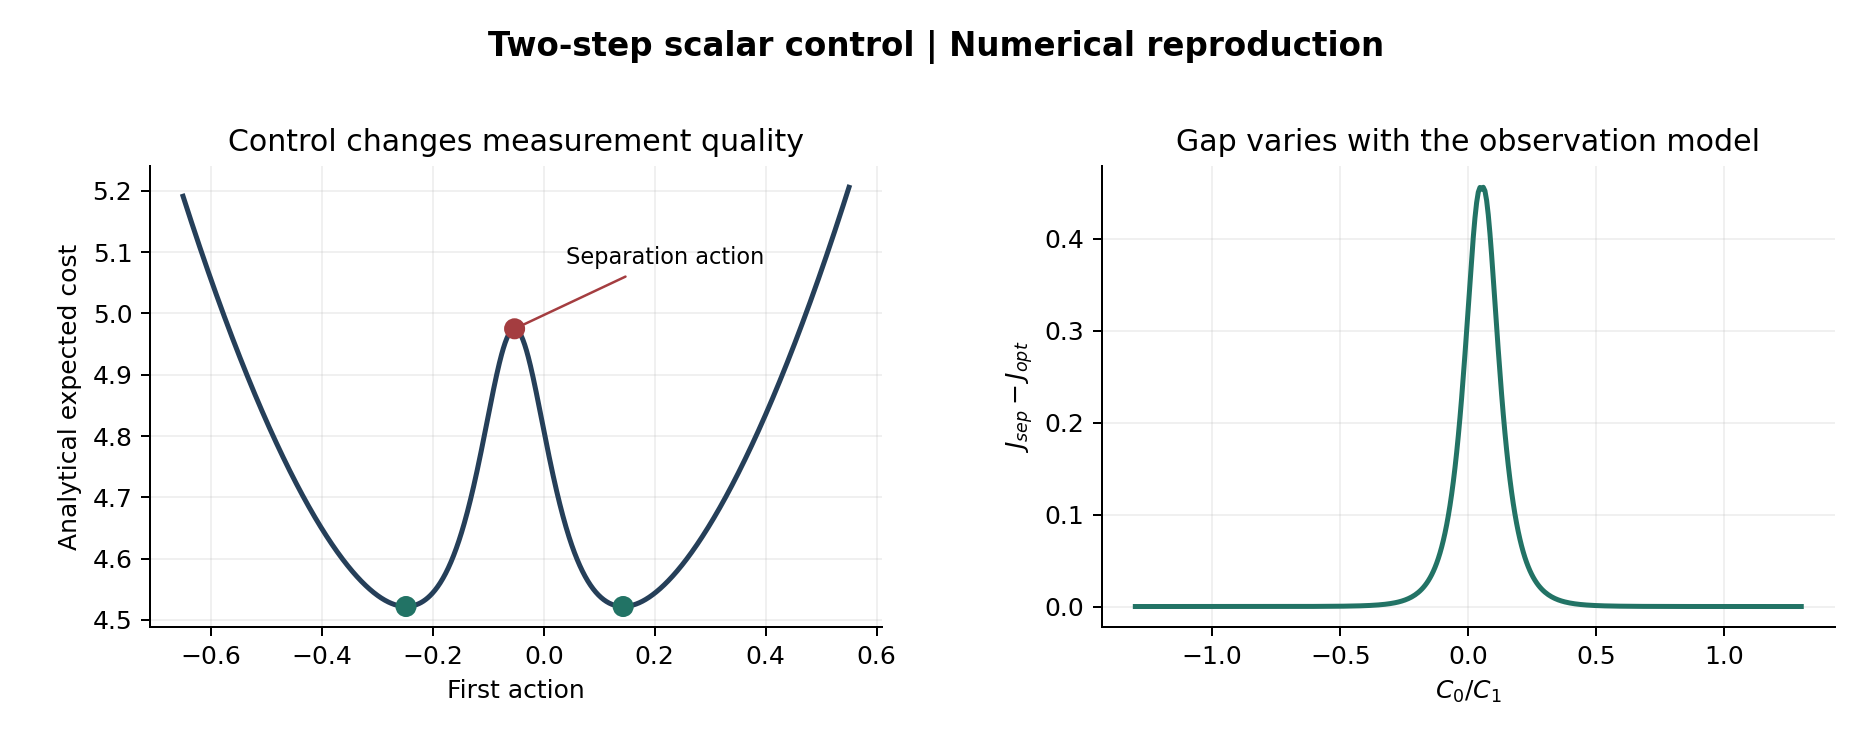 Two-step scalar control | Numerical reproduction
Control changes measurement quality
Analytical expected cost
5.2
5.1
5.0
4.9
4.8
4.7
4.6
4.5
Separation action
−0.6 −0.4 −0.2 0.0 0.2 0.4 0.6
First action
Gap varies with the observation model
J_sep − J_opt
0.4
0.3
0.2
0.1
0.0
−1.0 −0.5 0.0 0.5 1.0
C_0/C_1